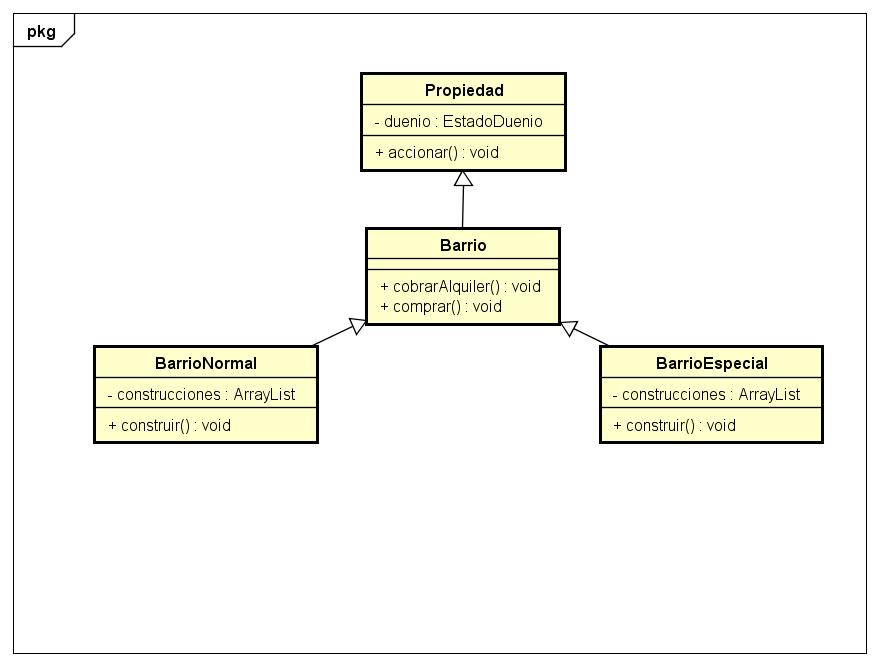 pkg
Propiedad
- duenio : EstadoDuenio
+ accionar() : void
Barrio
+ cobrarAlquiler() : void
+ comprar() : void
BarrioNormal
- construcciones : ArrayList
+ construir() : void
BarrioEspecial
- construcciones : ArrayList
+ construir() : void